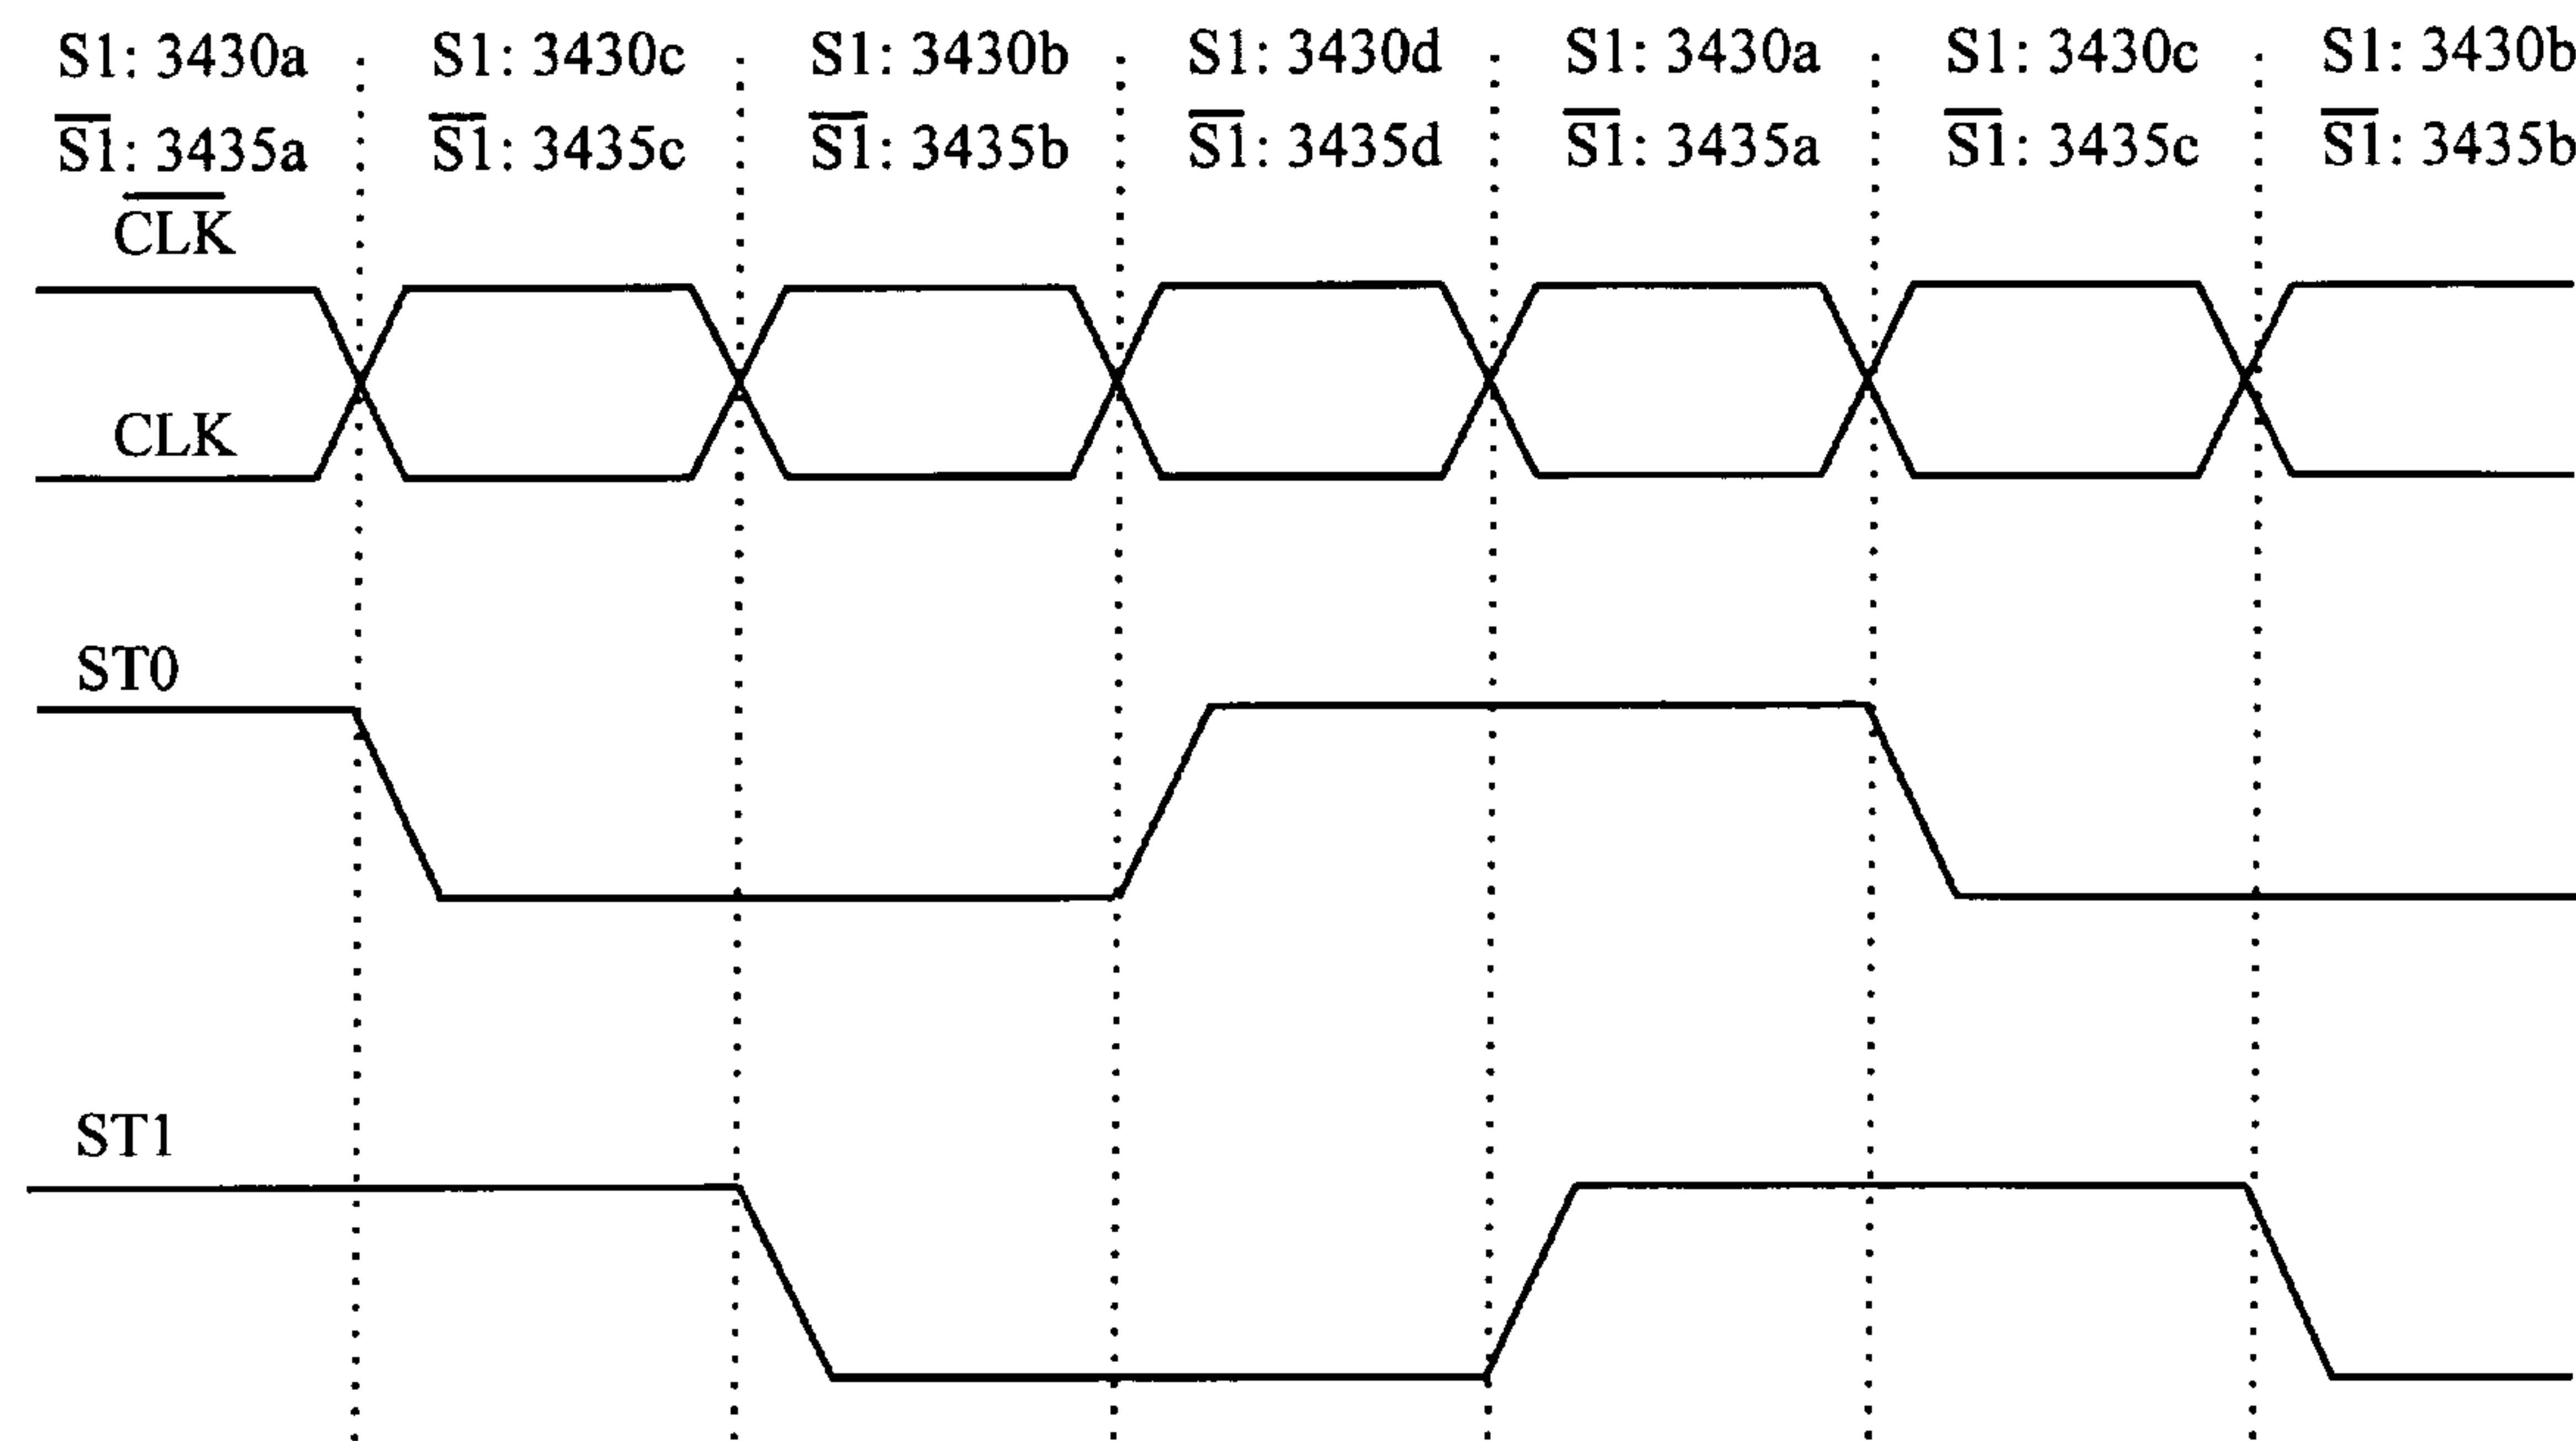 S1: 3430a S1: 3430c S1: 3430b S1: 3430d S1: 3430a S1: 3430c S1: 3430b
S̅1̅: 3435a S̅1̅: 3435c S̅1̅: 3435b S̅1̅: 3435d S̅1̅: 3435a S̅1̅: 3435c S̅1̅: 3435b
C̅L̅K̅
CLK
ST0
ST1